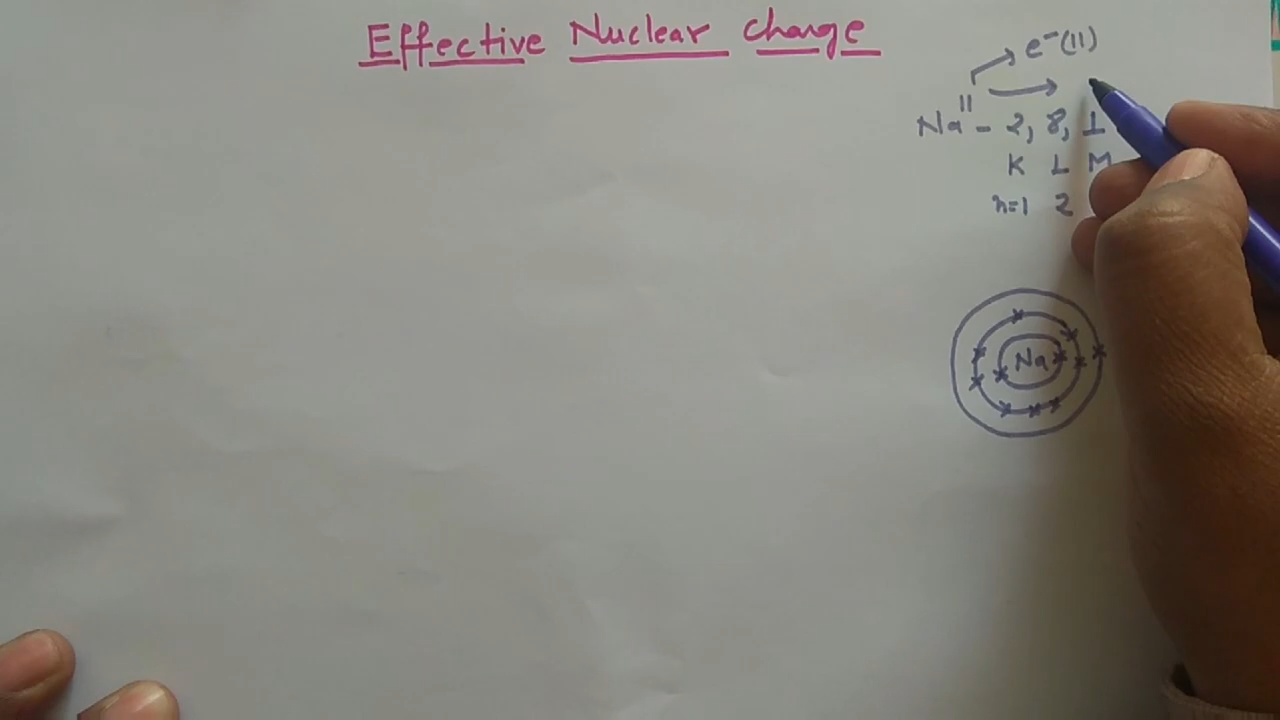 Effective Nuclear Charge
e⁻(11)
Na¹¹ - 2, 8, 1
K L M
n=1 2
Na